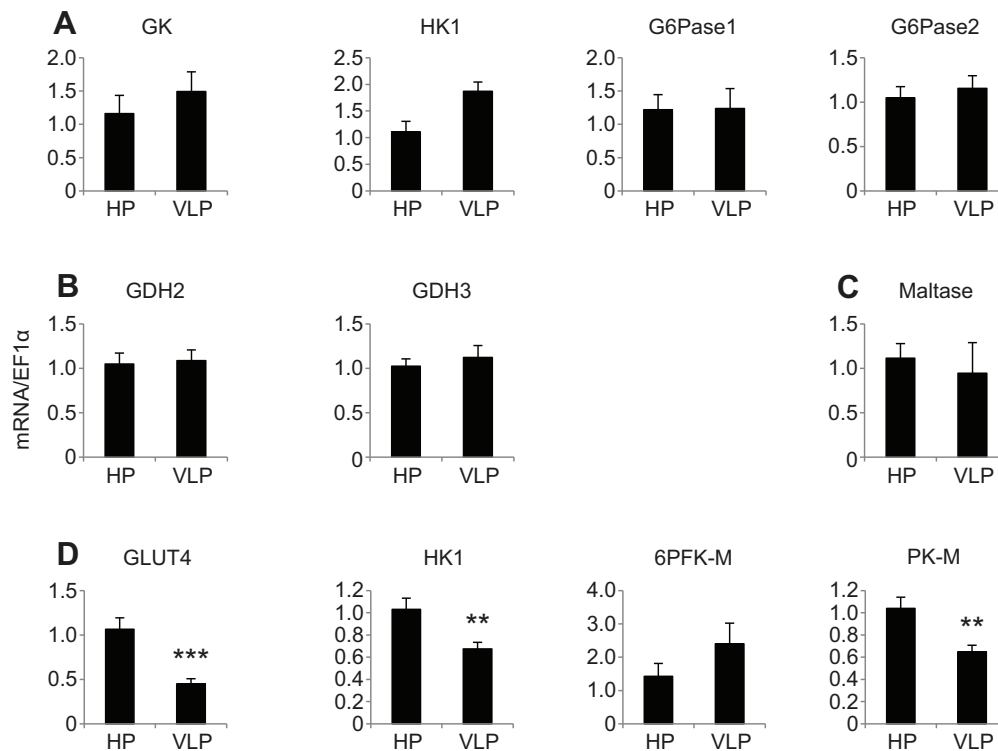 A
GK
HK1
G6Pase1
G6Pase2
2.0
1.5
1.0
0.5
0
HP VLP
2.5
2.0
1.5
1.0
0.5
0
HP VLP
2.0
1.5
1.0
0.5
0
HP VLP
1.5
1.0
0.5
0
HP VLP
B
GDH2
GDH3
C
Maltase
mRNA/EF1α
1.5
1.0
0.5
0
HP VLP
1.5
1.0
0.5
0
HP VLP
1.5
1.0
0.5
0
HP VLP
D
GLUT4
HK1
6PFK-M
PK-M
1.5
1.0
0.5
0
***
HP VLP
1.2
1.0
0.8
0.6
0.4
0.2
0
**
HP VLP
4.0
3.0
2.0
1.0
0
HP VLP
1.2
1.0
0.8
0.6
0.4
0.2
0
**
HP VLP